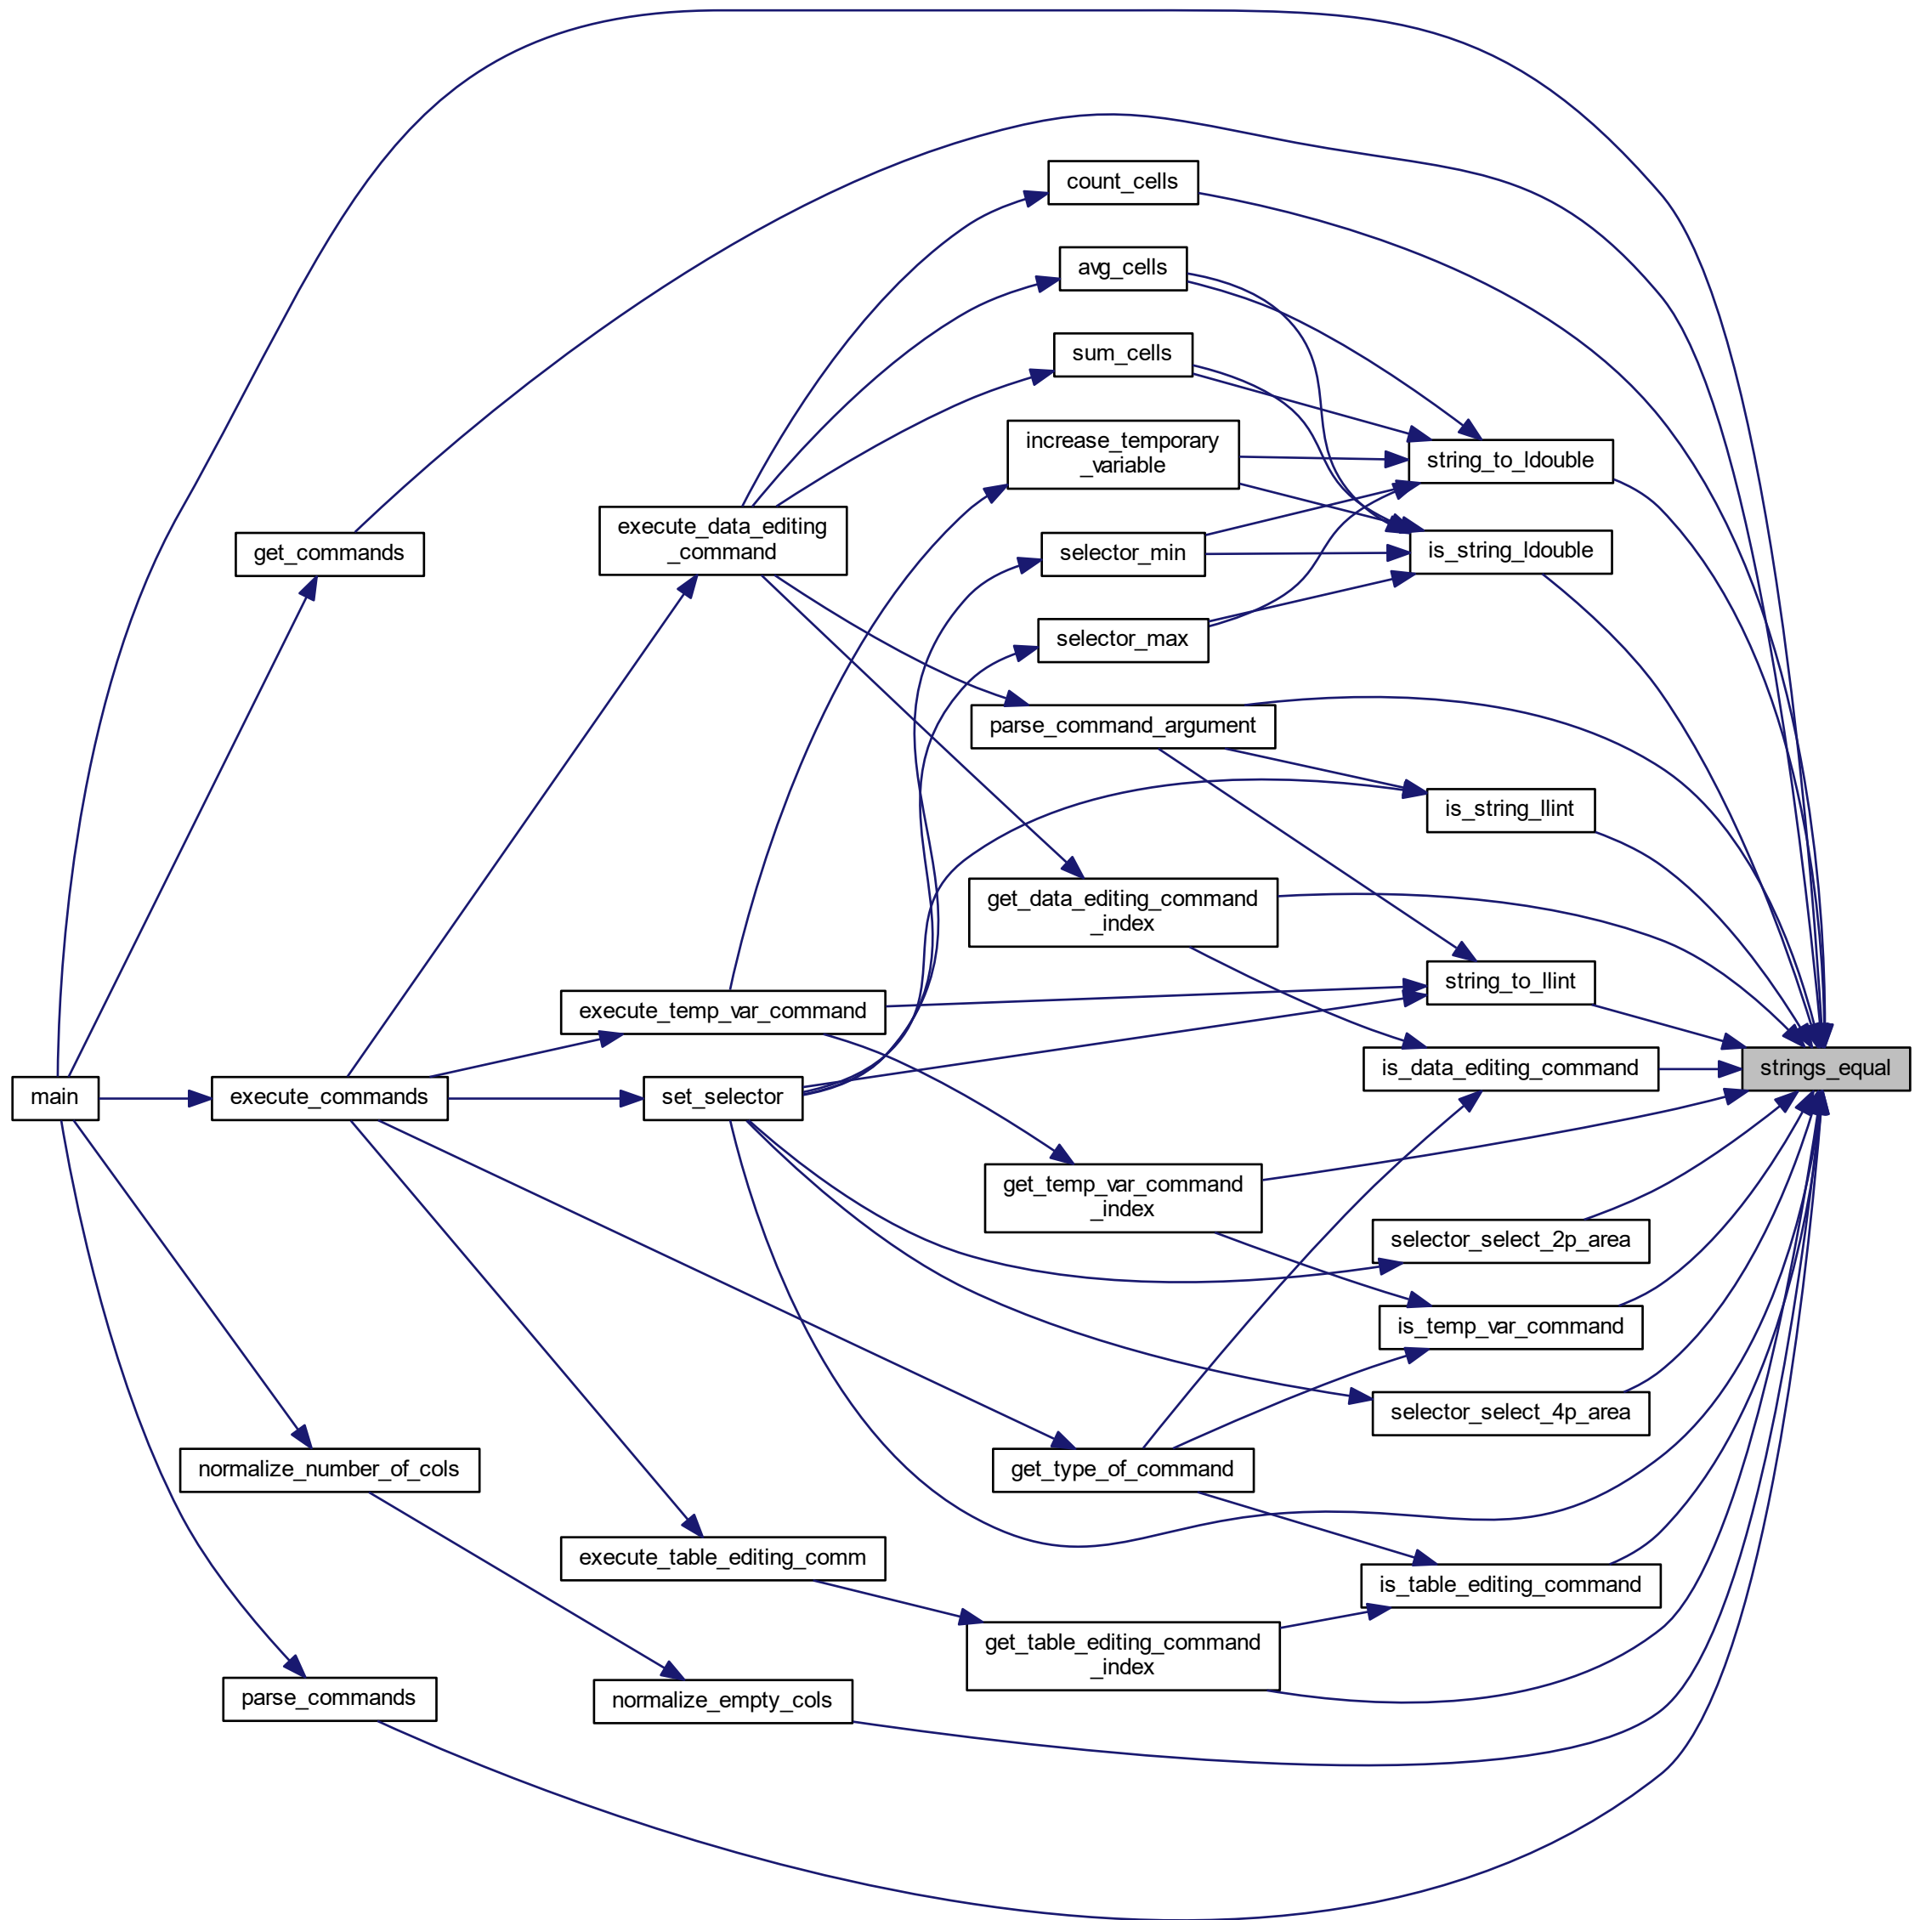 count_cells
avg_cells
sum_cells
increase_temporary
_variable
string_to_ldouble
execute_data_editing
_command
get_commands
selector_min
is_string_ldouble
selector_max
parse_command_argument
is_string_llint
get_data_editing_command
_index
string_to_llint
execute_temp_var_command
is_data_editing_command
strings_equal
main
execute_commands
set_selector
get_temp_var_command
_index
selector_select_2p_area
is_temp_var_command
selector_select_4p_area
normalize_number_of_cols
get_type_of_command
execute_table_editing_comm
is_table_editing_command
get_table_editing_command
_index
parse_commands
normalize_empty_cols